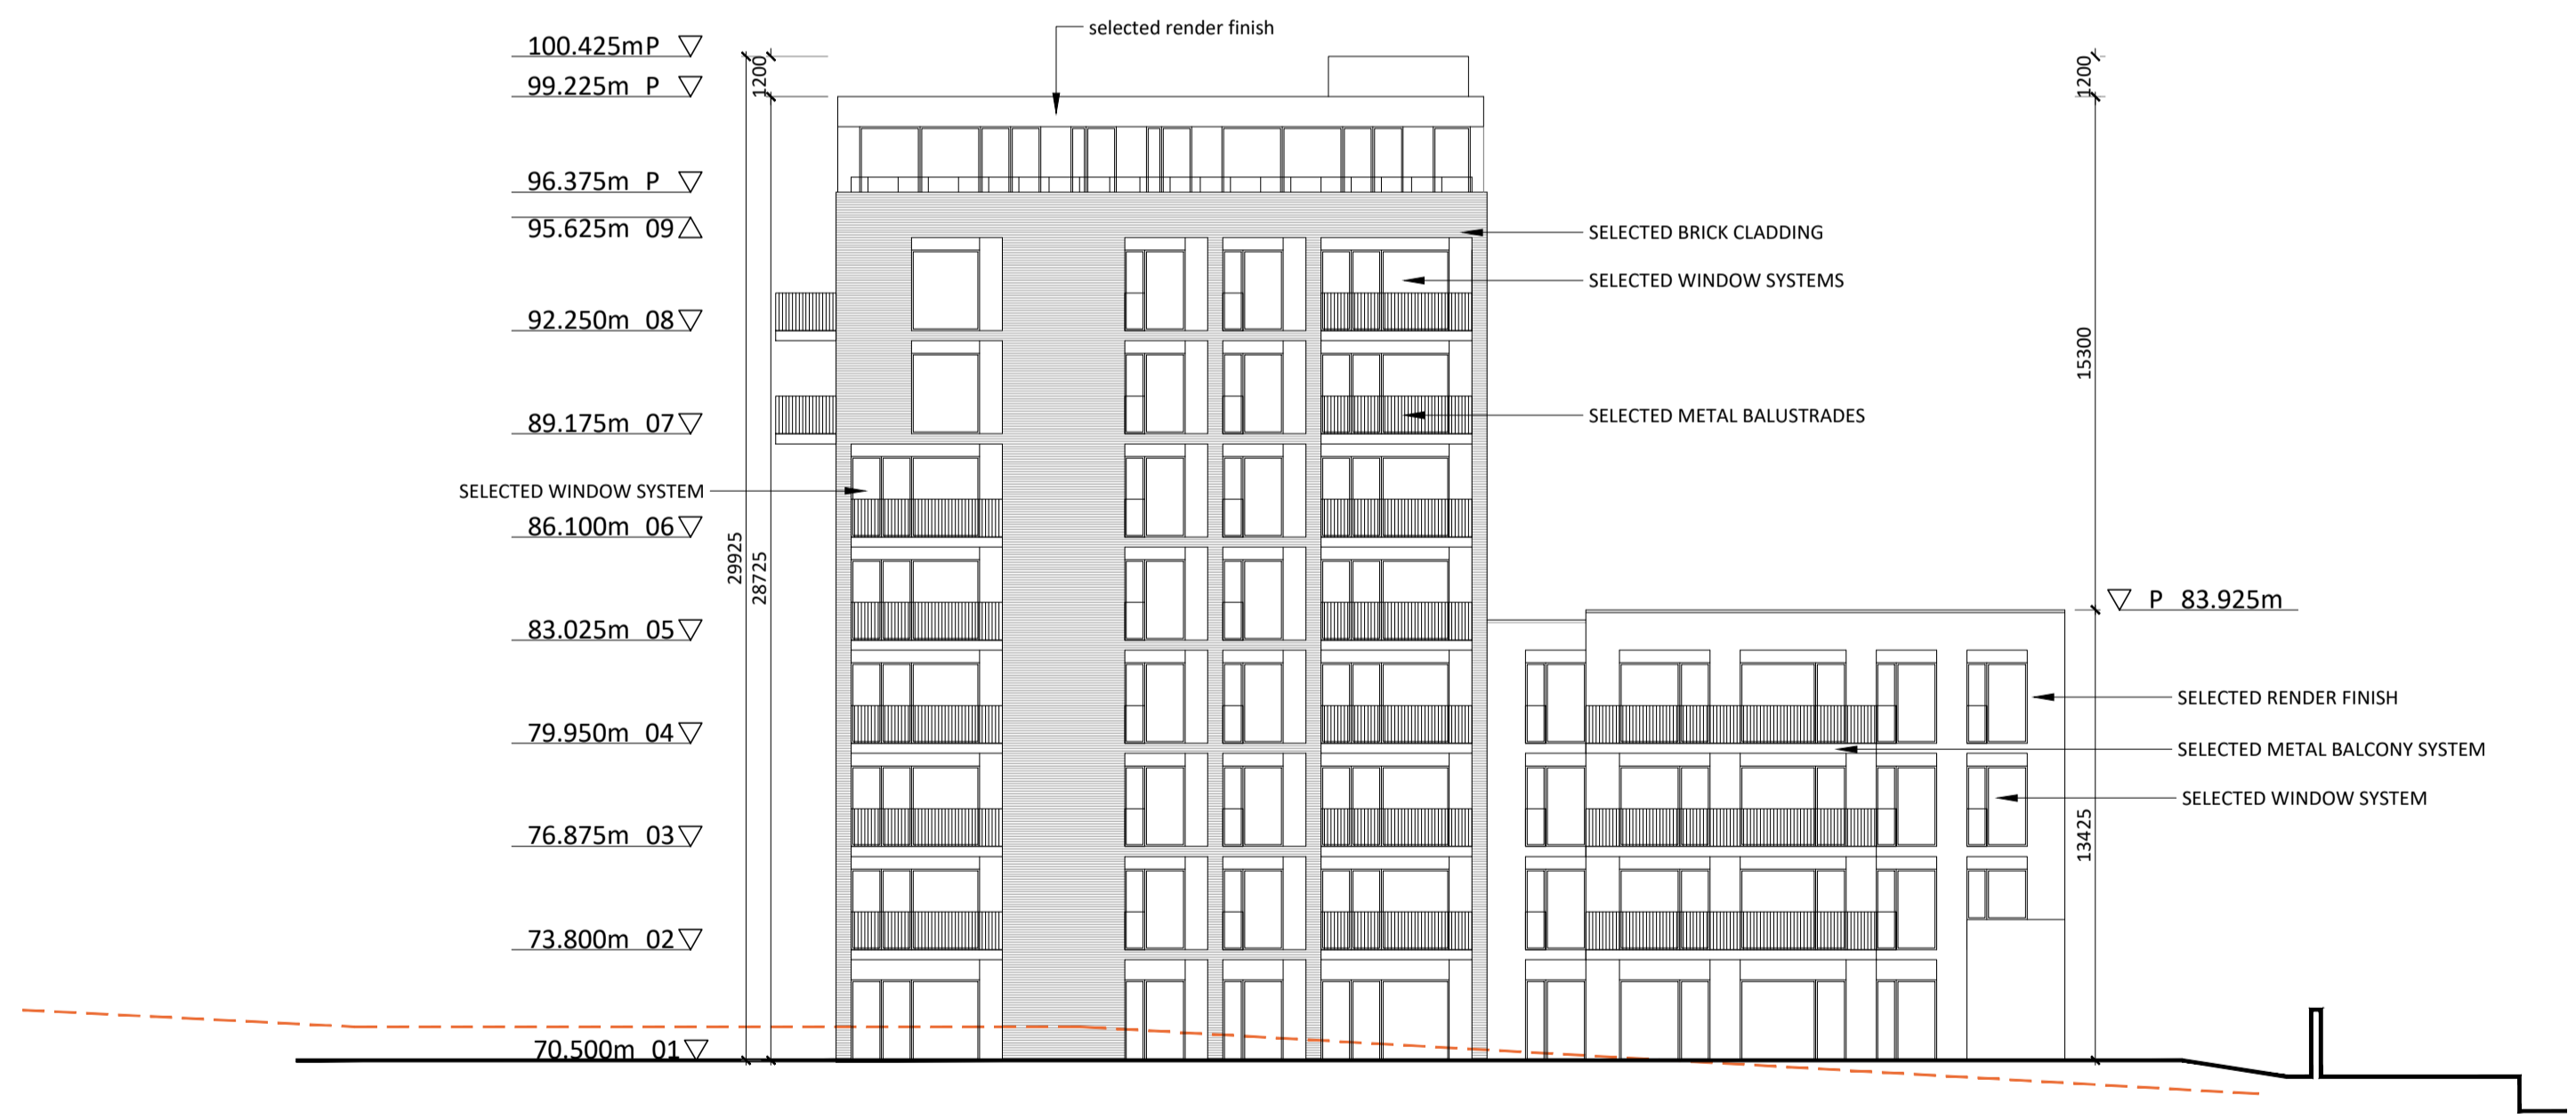 selected render finish
100.425m P
99.225m P
96.375m P
95.625m 09
92.250m 08
89.175m 07
86.100m 06
83.025m 05
79.950m 04
76.875m 03
73.800m 02
70.500m 01
SELECTED WINDOW SYSTEM
1200
29925
28725
SELECTED BRICK CLADDING
SELECTED WINDOW SYSTEMS
SELECTED METAL BALUSTRADES
1200
15300
13425
P 83.925m
SELECTED RENDER FINISH
SELECTED METAL BALCONY SYSTEM
SELECTED WINDOW SYSTEM